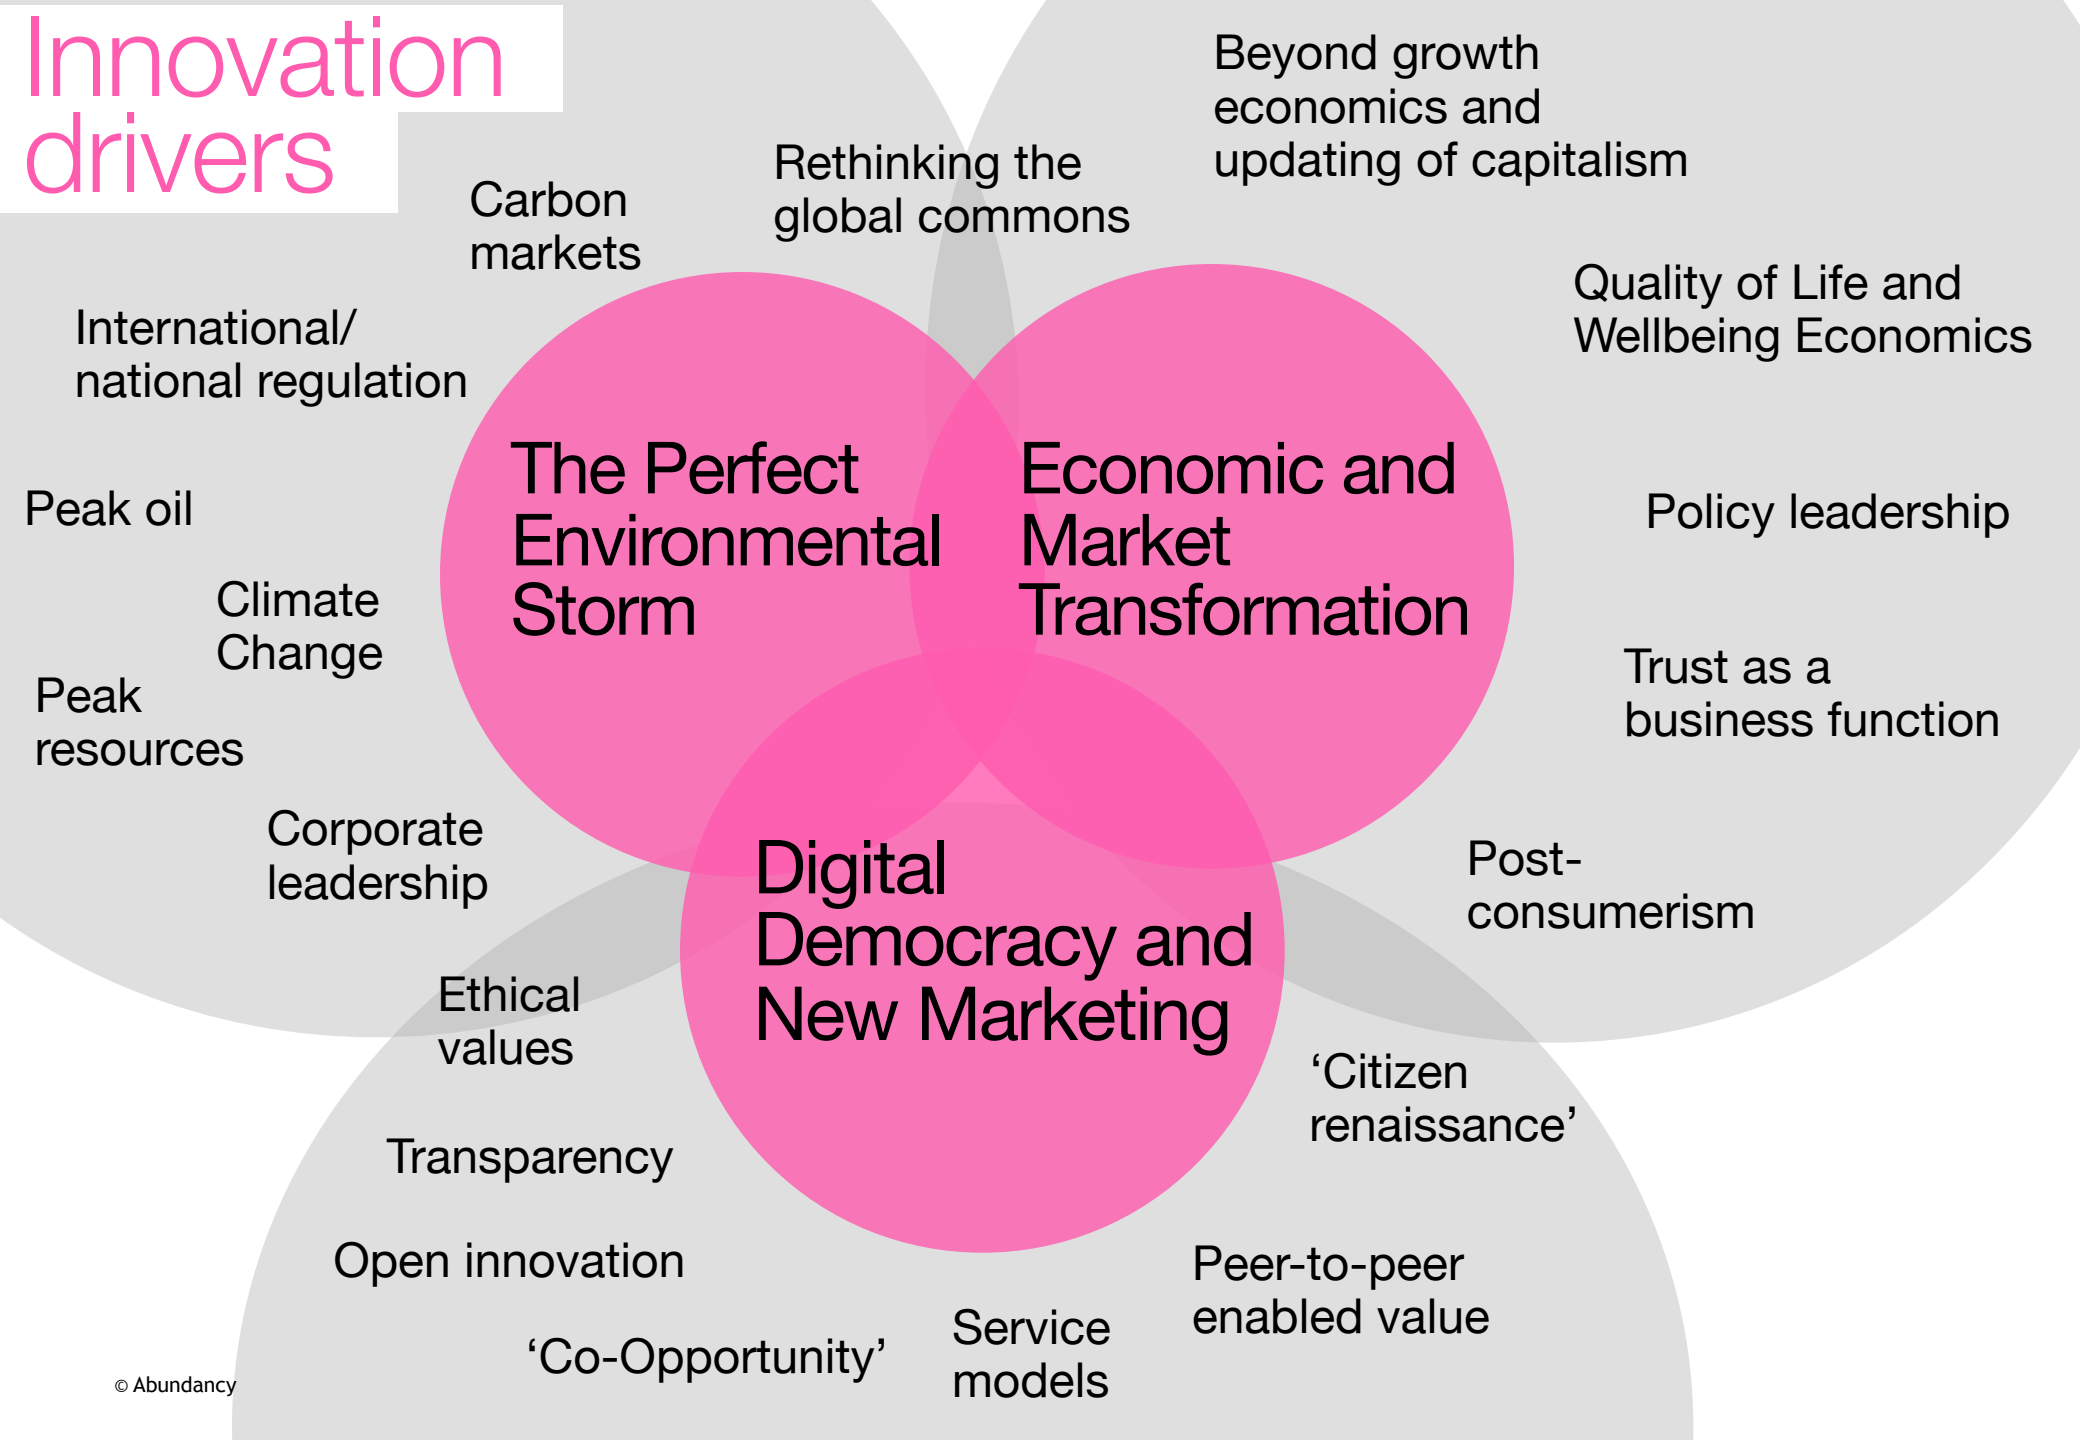 Innovation
drivers
Beyond growth
economics and
updating of capitalism
Rethinking the
global commons
Carbon
markets
Quality of Life and
Wellbeing Economics
International/
national regulation
The Perfect
Environmental
Storm
Economic and
Market
Transformation
Peak oil
Policy leadership
Climate
Change
Peak
resources
Trust as a
business function
Corporate
leadership
Digital
Democracy and
New Marketing
Post-
consumerism
Ethical
values
‘Citizen
renaissance’
Transparency
Open innovation
Peer-to-peer
enabled value
‘Co-Opportunity’
Service
models
© Abundancy